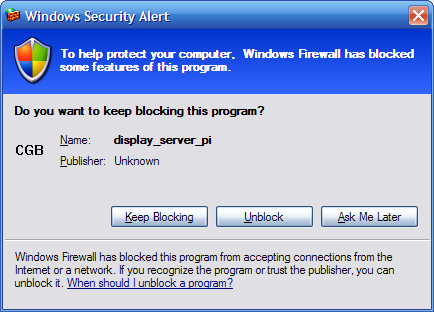 Windows Security Alert
To help protect your computer, Windows Firewall has blocked
some features of this program.
Do you want to keep blocking this program?
CGB
Name: display_server_pi
Publisher: Unknown
Keep Blocking Unblock Ask Me Later
Windows Firewall has blocked this program from accepting connections from the
Internet or a network. If you recognize the program or trust the publisher, you can
unblock it. When should I unblock a program?